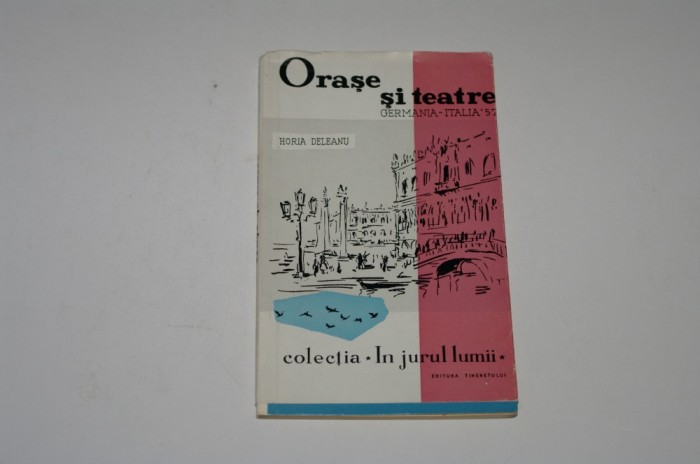 Orașe
și teatre
GERMANIA-ITALIA'57
HORIA DELEANU
colecția * In jurul lumii *
EDITURA TINERETULUI